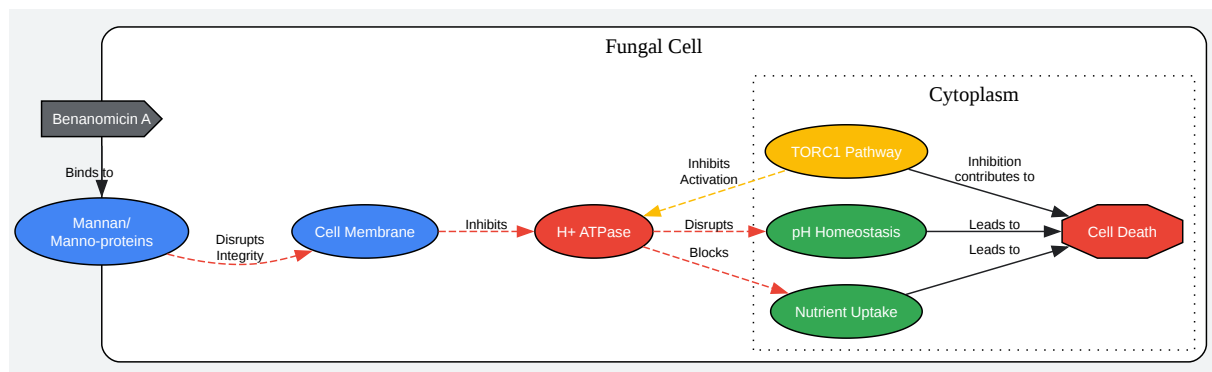 Fungal Cell
Cytoplasm
Benanomicin A
Binds to
Mannan/
Manno-proteins
Disrupts
Integrity
Cell Membrane
Inhibits
H+ ATPase
Inhibits
Activation
Disrupts
Blocks
TORC1 Pathway
pH Homeostasis
Nutrient Uptake
Inhibition
contributes to
Leads to
Leads to
Cell Death